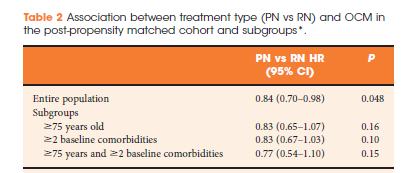 Table 2 Association between treatment type (PN vs RN) and OCM in
the post-propensity matched cohort and subgroups*.
PN vs RN HR P
(95% CI)
Entire population 0.84 (0.70–0.98) 0.048
Subgroups
≥75 years old 0.83 (0.65–1.07) 0.16
≥2 baseline comorbidities 0.83 (0.67–1.03) 0.10
≥75 years and ≥2 baseline comorbidities 0.77 (0.54–1.10) 0.15